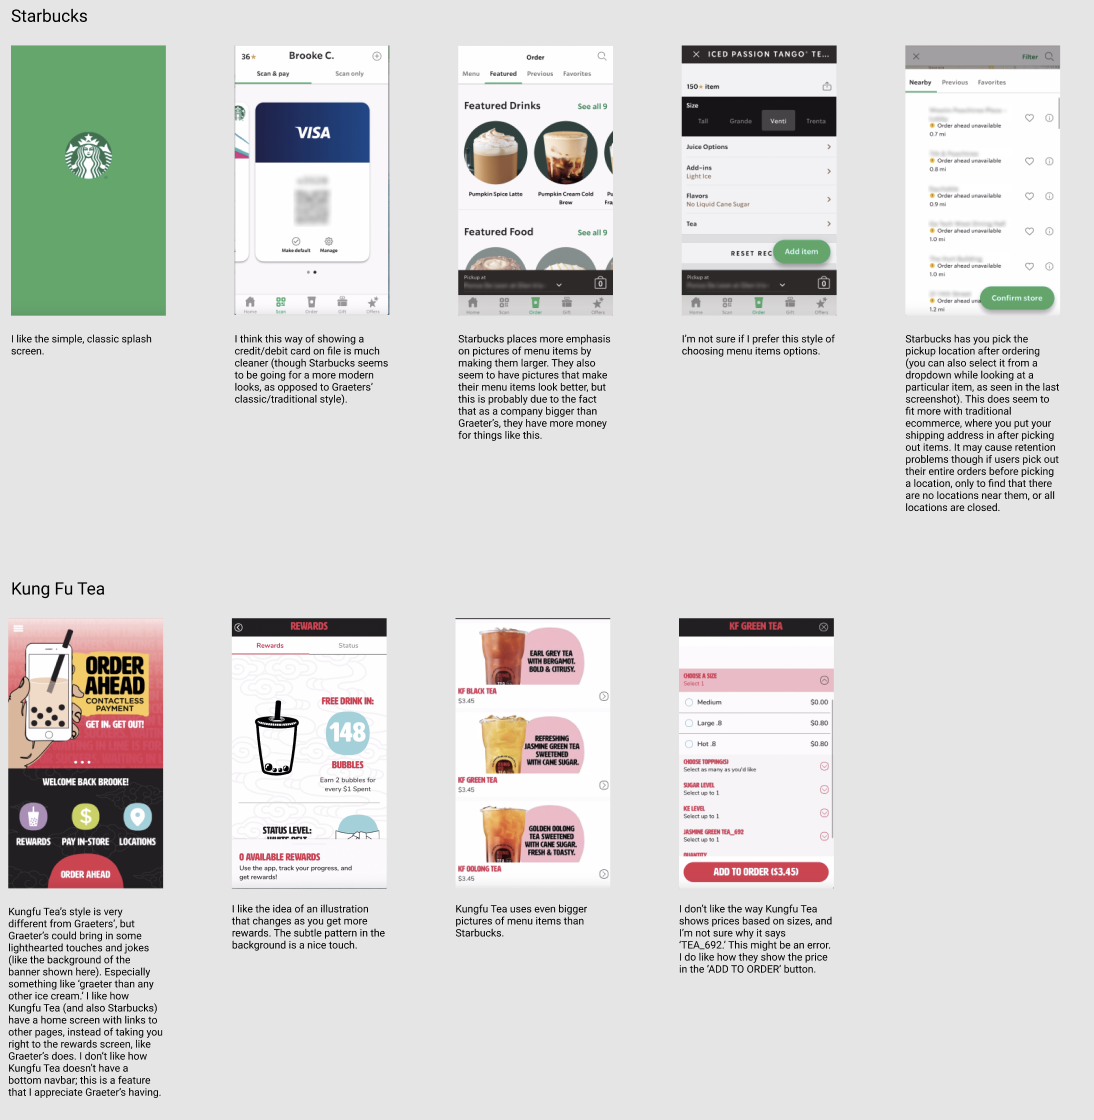 Starbucks
36★
Brooke C.
Scan & pay
Scan only
VISA
Make default
Manage
Home
Scan
Order
Gift
Offers
Order
Menu
Featured
Previous
Favorites
Featured Drinks
See all 9
Pumpkin Spice Latte
Pumpkin Cream Cold
Brew
Featured Food
See all 9
Pickup at
0
Home
Scan
Order
Gift
Offers
ICED PASSION TANGO® TE...
150★ item
Size
Tall
Grande
Venti
Trenta
Juice Options
Add-ins
Light Ice
Flavors
No Liquid Cane Sugar
Tea
RESET REC
Add item
Pickup at
0
Home
Scan
Order
Gift
Offers
Filter
Nearby
Previous
Favorites
Order ahead unavailable
0.7 mi
Order ahead unavailable
0.8 mi
Order ahead unavailable
0.9 mi
Order ahead unavailable
1.0 mi
Order ahead unavailable
1.0 mi
Order ahead una
1.2 mi
Confirm store
I like the simple, classic splash
screen.
I think this way of showing a
credit/debit card on file is much
cleaner (though Starbucks seems
to be going for a more modern
looks, as opposed to Graeters’
classic/traditional style).
Starbucks places more emphasis
on pictures of menu items by
making them larger. They also
seem to have pictures that make
their menu items look better, but
this is probably due to the fact
that as a company bigger than
Graeter’s, they have more money
for things like this.
I’m not sure if I prefer this style of
choosing menu items options.
Starbucks has you pick the
pickup location after ordering
(you can also select it from a
dropdown while looking at a
particular item, as seen in the last
screenshot). This does seem to
fit more with traditional
ecommerce, where you put your
shipping address in after picking
out items. It may cause retention
problems though if users pick out
their entire orders before picking
a location, only to find that there
are no locations near them, or all
locations are closed.
Kung Fu Tea
ORDER
AHEAD
CONTACTLESS
PAYMENT
GET IN, GET OUT!
WELCOME BACK BROOKE!
REWARDS
PAY IN-STORE
LOCATIONS
ORDER AHEAD
REWARDS
Rewards
Status
FREE DRINK IN:
148
BUBBLES
Earn 2 bubbles for
every $1 Spent
STATUS LEVEL:
0 AVAILABLE REWARDS
Use the app, track your progress, and
get rewards!
EARL GREY TEA
WITH BERGAMOT.
BOLD & CITRUSY.
KF BLACK TEA
$3.45
REFRESHING
JASMINE GREEN TEA
SWEETENED
WITH CANE SUGAR.
KF GREEN TEA
$3.45
GOLDEN OOLONG
TEA SWEETENED
WITH CANE SUGAR.
FRESH & TOASTY.
KF OOLONG TEA
$3.45
KF GREEN TEA
CHOOSE A SIZE
Select 1
Medium
$0.00
Large .8
$0.80
Hot .8
$0.80
CHOOSE TOPPING(S)
Select as many as you'd like
SUGAR LEVEL
Select up to 1
ICE LEVEL
Select up to 1
JASMINE GREEN TEA_692
Select up to 1
QUANTITY
ADD TO ORDER ($3.45)
Kungfu Tea’s style is very
different from Graeters’, but
Graeter’s could bring in some
lighthearted touches and jokes
(like the background of the
banner shown here). Especially
something like ‘graeter than any
other ice cream.’ I like how
Kungfu Tea (and also Starbucks)
have a home screen with links to
other pages, instead of taking you
right to the rewards screen, like
Graeter’s does. I don’t like how
Kungfu Tea doesn’t have a
bottom navbar; this is a feature
that I appreciate Graeter’s having.
I like the idea of an illustration
that changes as you get more
rewards. The subtle pattern in the
background is a nice touch.
Kungfu Tea uses even bigger
pictures of menu items than
Starbucks.
I don’t like the way Kungfu Tea
shows prices based on sizes, and
I’m not sure why it says
‘TEA_692.’ This might be an error.
I do like how they show the price
in the ‘ADD TO ORDER’ button.